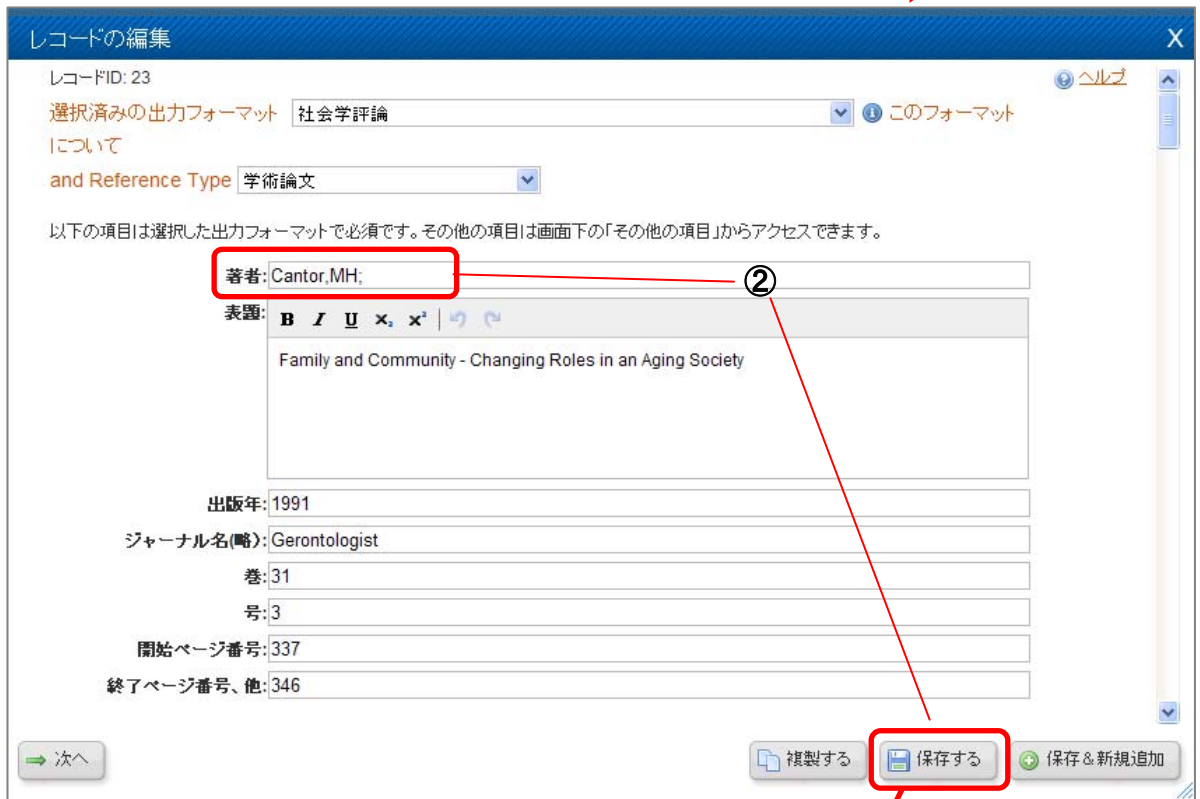 レコードの編集 X
レコードID: 23 ヘルプ
選択済みの出力フォーマット 社会学評論 このフォーマット
について
and Reference Type 学術論文
以下の項目は選択した出力フォーマットで必須です。その他の項目は画面下の「その他の項目」からアクセスできます。
著者: Cantor,MH;
②
表題: B I U x₂ x²
Family and Community - Changing Roles in an Aging Society
出版年: 1991
ジャーナル名(略): Gerontologist
巻: 31
号: 3
開始ページ番号: 337
終了ページ番号、他: 346
次へ 複製する 保存する 保存&新規追加